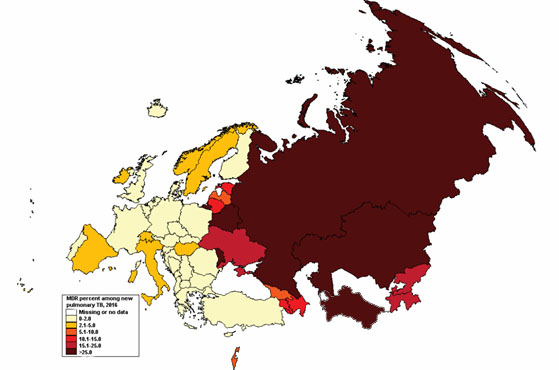 MDR percent among new
pulmonary TB, 2016
Missing or no data
0-2.0
2.1-5.0
5.1-10.0
10.1-15.0
15.1-25.0
>25.0